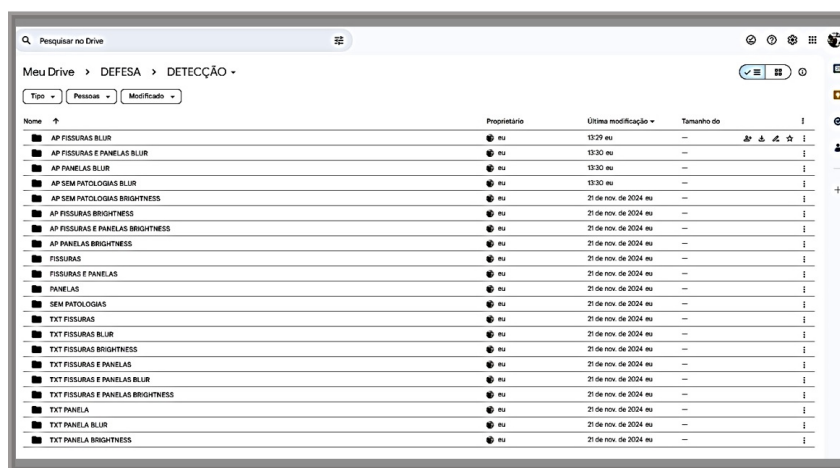 Pesquisar no Drive
Meu Drive > DEFESA > DETECÇÃO
Tipo Pessoas Modificado
Nome Proprietário Última modificação Tamanho do
AP FISSURAS BLUR eu 13:29 eu —
AP FISSURAS E PANELAS BLUR eu 13:30 eu —
AP PANELAS BLUR eu 13:30 eu —
AP SEM PATOLOGIAS BLUR eu 13:30 eu —
AP SEM PATOLOGIAS BRIGHTNESS eu 21 de nov. de 2024 eu —
AP FISSURAS BRIGHTNESS eu 21 de nov. de 2024 eu —
AP FISSURAS E PANELAS BRIGHTNESS eu 21 de nov. de 2024 eu —
AP PANELAS BRIGHTNESS eu 21 de nov. de 2024 eu —
FISSURAS eu 21 de nov. de 2024 eu —
FISSURAS E PANELAS eu 21 de nov. de 2024 eu —
PANELAS eu 21 de nov. de 2024 eu —
SEM PATOLOGIAS eu 21 de nov. de 2024 eu —
TXT FISSURAS eu 21 de nov. de 2024 eu —
TXT FISSURAS BLUR eu 21 de nov. de 2024 eu —
TXT FISSURAS BRIGHTNESS eu 21 de nov. de 2024 eu —
TXT FISSURAS E PANELAS eu 21 de nov. de 2024 eu —
TXT FISSURAS E PANELAS BLUR eu 21 de nov. de 2024 eu —
TXT FISSURAS E PANELAS BRIGHTNESS eu 21 de nov. de 2024 eu —
TXT PANELA eu 21 de nov. de 2024 eu —
TXT PANELA BLUR eu 21 de nov. de 2024 eu —
TXT PANELA BRIGHTNESS eu 21 de nov. de 2024 eu —